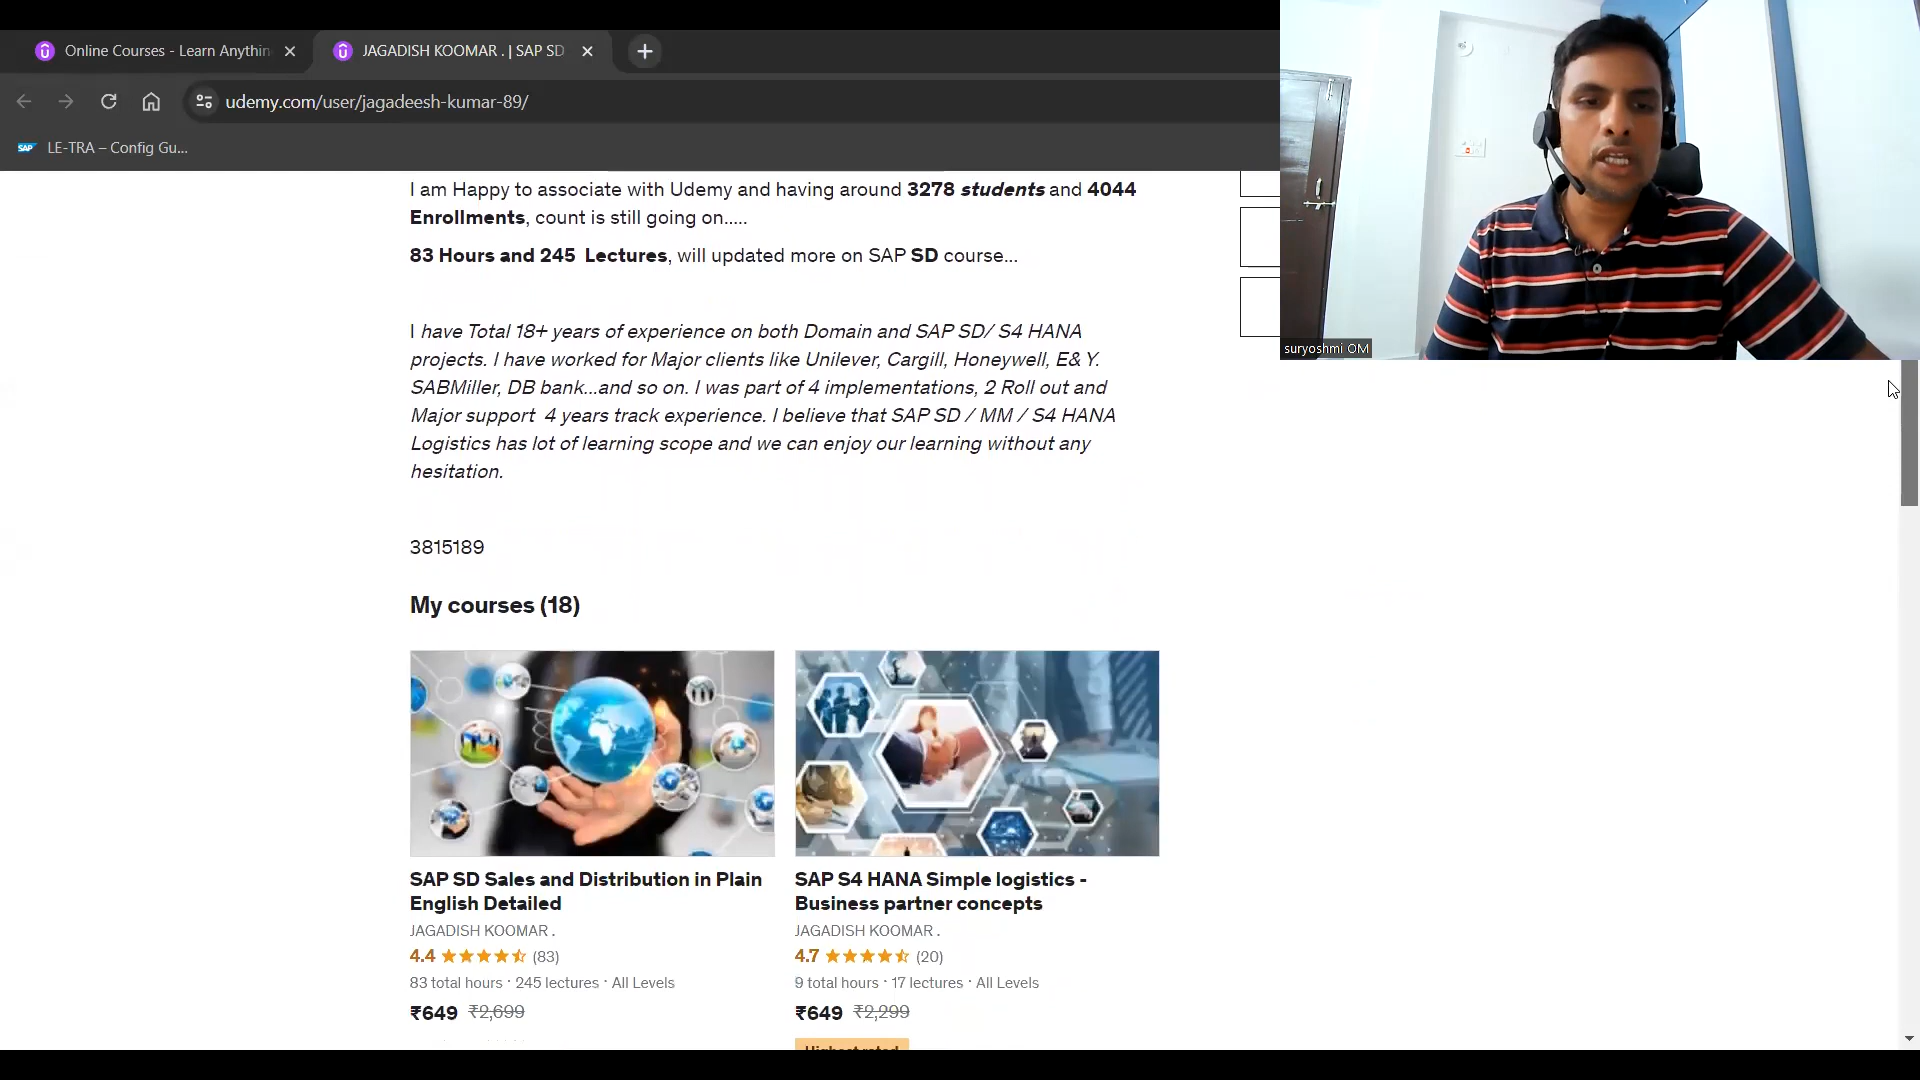 Online Courses - Learn Anythin
JAGADISH KOOMAR . | SAP SD
udemy.com/user/jagadeesh-kumar-89/
SAP LE-TRA – Config Gu...
I am Happy to associate with Udemy and having around 3278 students and 4044
Enrollments, count is still going on.....
83 Hours and 245 Lectures, will updated more on SAP SD course...
I have Total 18+ years of experience on both Domain and SAP SD/ S4 HANA
projects. I have worked for Major clients like Unilever, Cargill, Honeywell, E& Y.
SABMiller, DB bank...and so on. I was part of 4 implementations, 2 Roll out and
Major support 4 years track experience. I believe that SAP SD / MM / S4 HANA
Logistics has lot of learning scope and we can enjoy our learning without any
hesitation.
suryoshmi OM
3815189
My courses (18)
SAP SD Sales and Distribution in Plain
English Detailed
JAGADISH KOOMAR .
4.4 (83)
83 total hours · 245 lectures · All Levels
₹649 ₹2,699
SAP S4 HANA Simple logistics -
Business partner concepts
JAGADISH KOOMAR .
4.7 (20)
9 total hours · 17 lectures · All Levels
₹649 ₹2,299
Highest rated